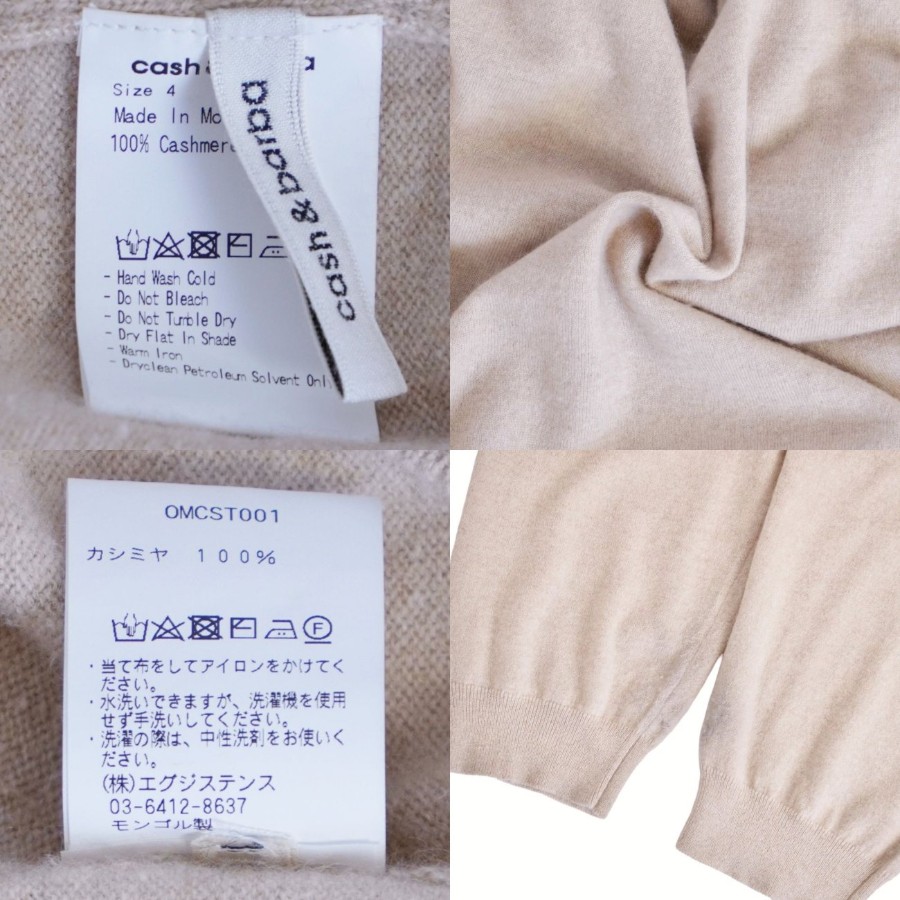 cash
Size 4
Made In
100%
cash & barba
- Hand Wash Cold
- Do Not Bleach
- Do Not Tumble Dry
- Dry Flat In Shade
- Warm Iron
- Dryclean Petroleum Solvent Only
OMCST001
カシミヤ 100%
F
・当て布をしてアイロンをかけてく
ださい。
・水洗いできますが、洗濯機を使用
せず手洗いしてください。
・洗濯の際は、中性洗剤をお使いく
ださい。
(株)エグジステンス
03-6412-8637
モンゴル製